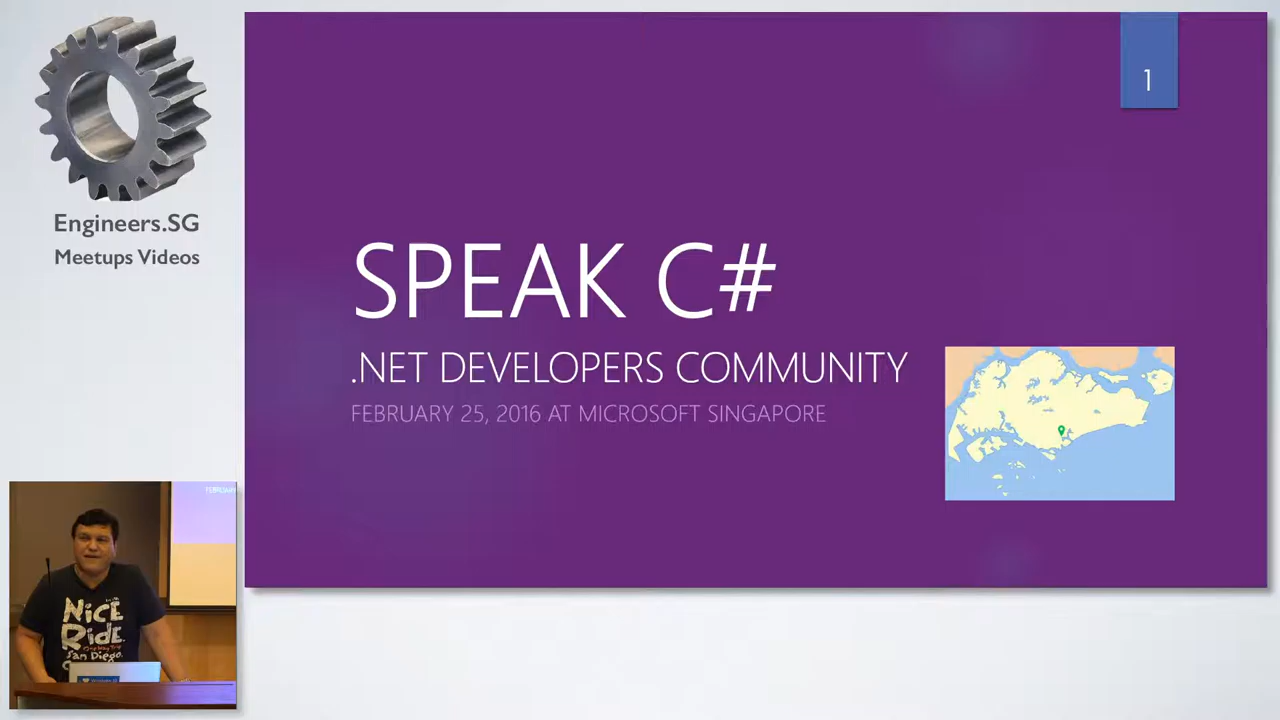 Engineers.SG
Meetups Videos
1
SPEAK C#
.NET DEVELOPERS COMMUNITY
FEBRUARY 25, 2016 AT MICROSOFT SINGAPORE
FEBRUARY
NICE
RIDE.
San Diego